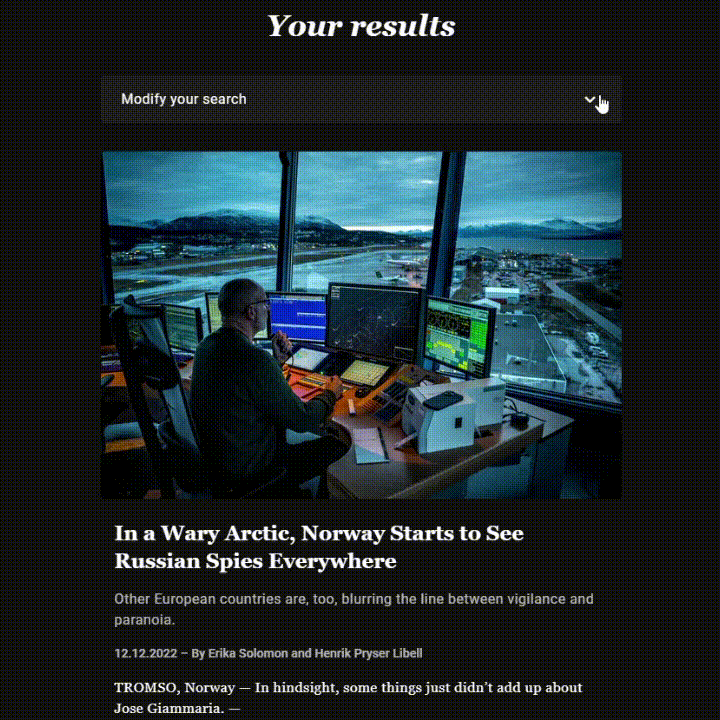 Your results
Modify your search
In a Wary Arctic, Norway Starts to See
Russian Spies Everywhere
Other European countries are, too, blurring the line between vigilance and
paranoia.
12.12.2022 – By Erika Solomon and Henrik Pryser Libell
TROMSO, Norway — In hindsight, some things just didn’t add up about
Jose Giammaria. —